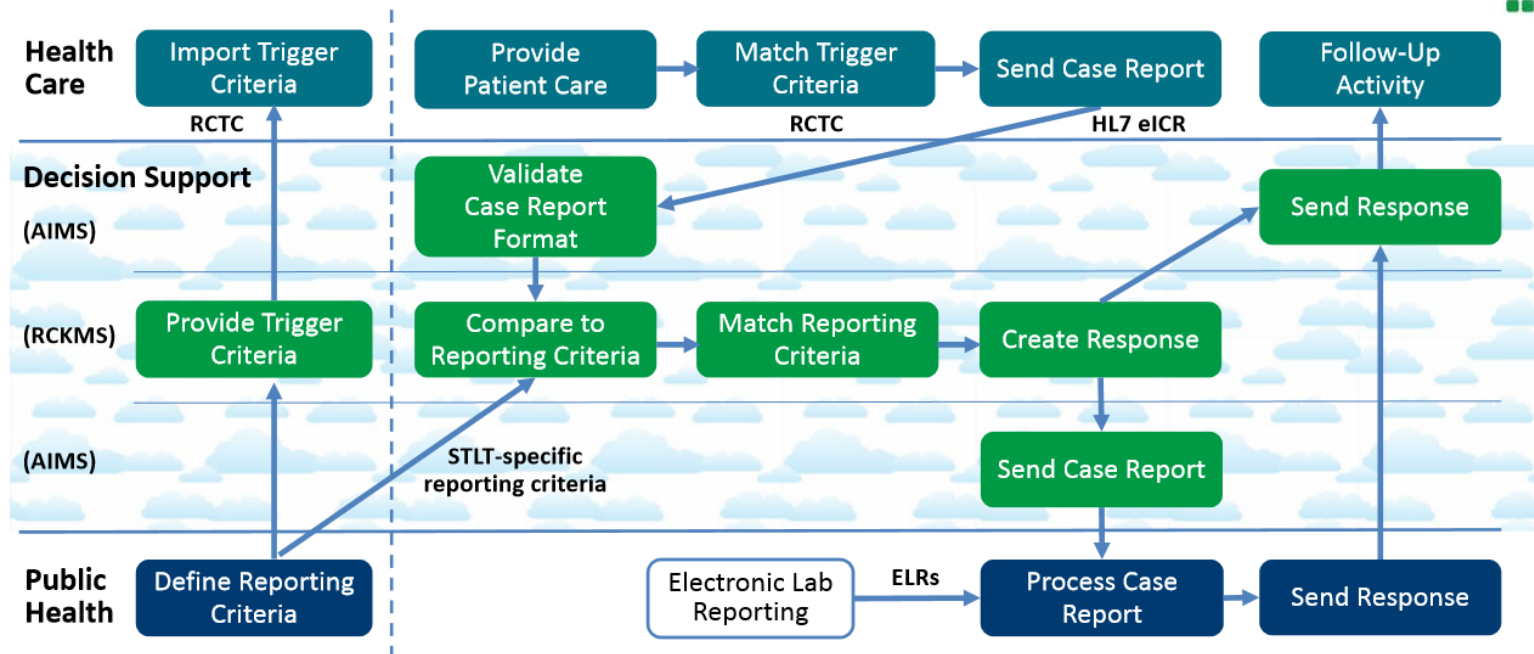 Health
Care
Import Trigger
Criteria
Provide
Patient Care
Match Trigger
Criteria
Send Case Report
Follow-Up
Activity
RCTC
RCTC
HL7 eICR
Decision Support
(AIMS)
Validate
Case Report
Format
Send Response
(RCKMS)
Provide Trigger
Criteria
Compare to
Reporting Criteria
Match Reporting
Criteria
Create Response
(AIMS)
STLT-specific
reporting criteria
Send Case Report
Public
Health
Define Reporting
Criteria
Electronic Lab
Reporting
ELRs
Process Case
Report
Send Response